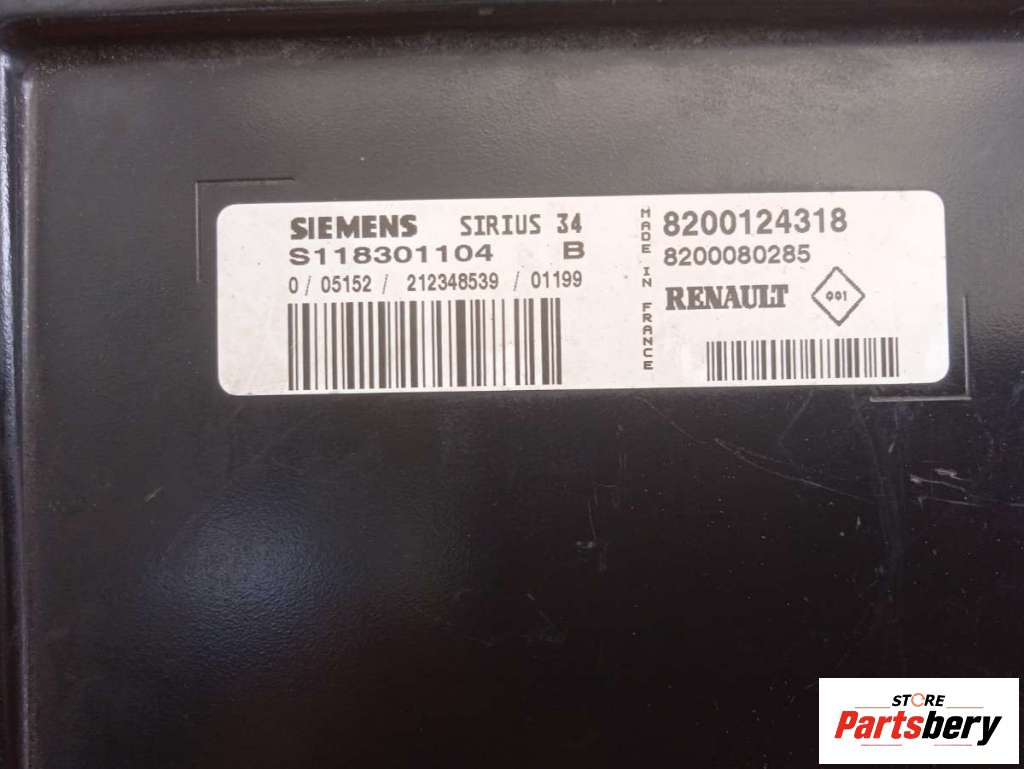 SIEMENS SIRIUS 34
S118301104 B
0/ 05152 / 212348539 / 01199
MADE IN FRANCE
8200124318
8200080285
RENAULT 001
STORE
Partsbery